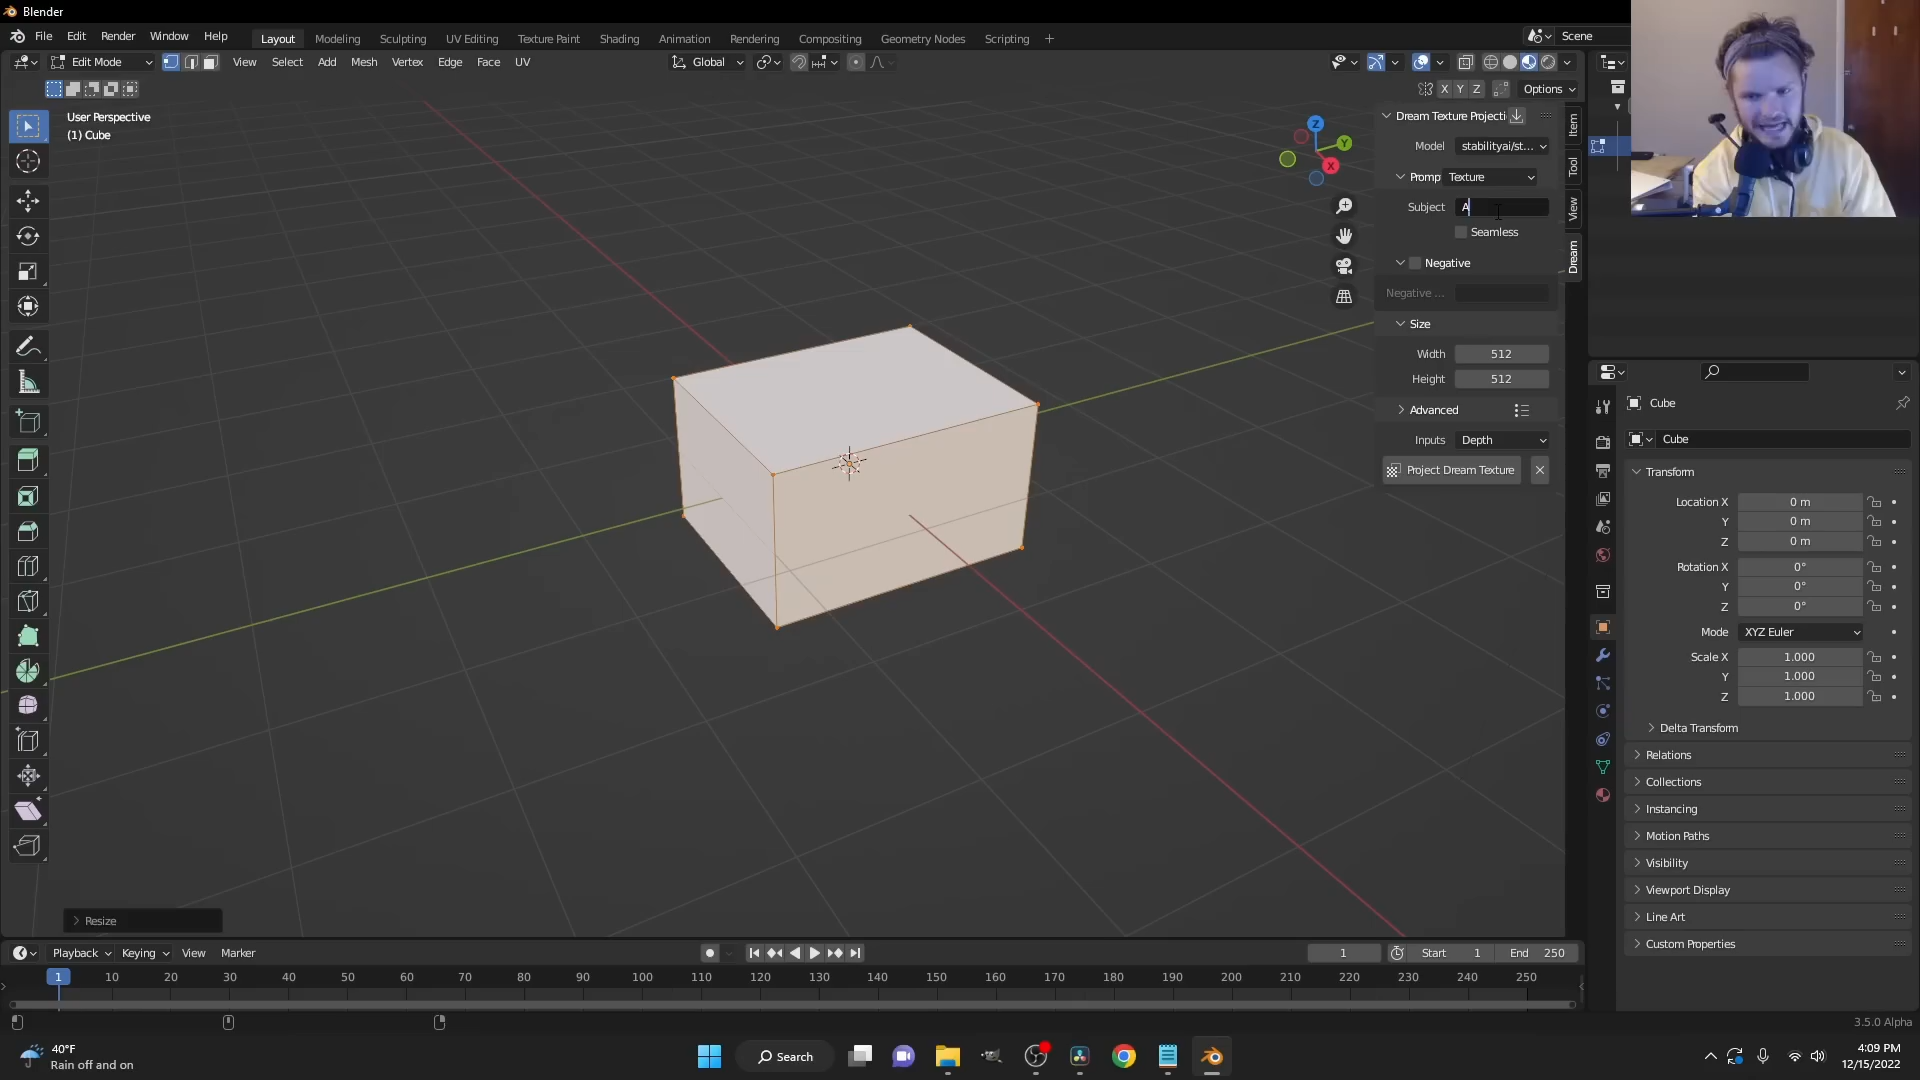 Blender
File Edit Render Window Help
Layout Modeling Sculpting UV Editing Texture Paint Shading Animation Rendering Compositing Geometry Nodes Scripting +
Scene
Edit Mode View Select Add Mesh Vertex Edge Face UV
Global
X Y Z Options
User Perspective
(1) Cube
Z
Y
X
Dream Texture Projecti
Model stabilityai/st...
Promp Texture
Subject A
Seamless
Negative
Negative ...
Size
Width 512
Height 512
Advanced
Inputs Depth
Project Dream Texture
Item
Tool
View
Dream
Cube
Cube
Transform
Location X 0 m
Y 0 m
Z 0 m
Rotation X 0°
Y 0°
Z 0°
Mode XYZ Euler
Scale X 1.000
Y 1.000
Z 1.000
Delta Transform
Relations
Collections
Instancing
Motion Paths
Visibility
Viewport Display
Line Art
Custom Properties
Resize
Playback Keying View Marker
1 Start 1 End 250
1 10 20 30 40 50 60 70 80 90 100 110 120 130 140 150 160 170 180 190 200 210 220 230 240 250
3.5.0 Alpha
40°F
Rain off and on
Search
4:09 PM
12/15/2022